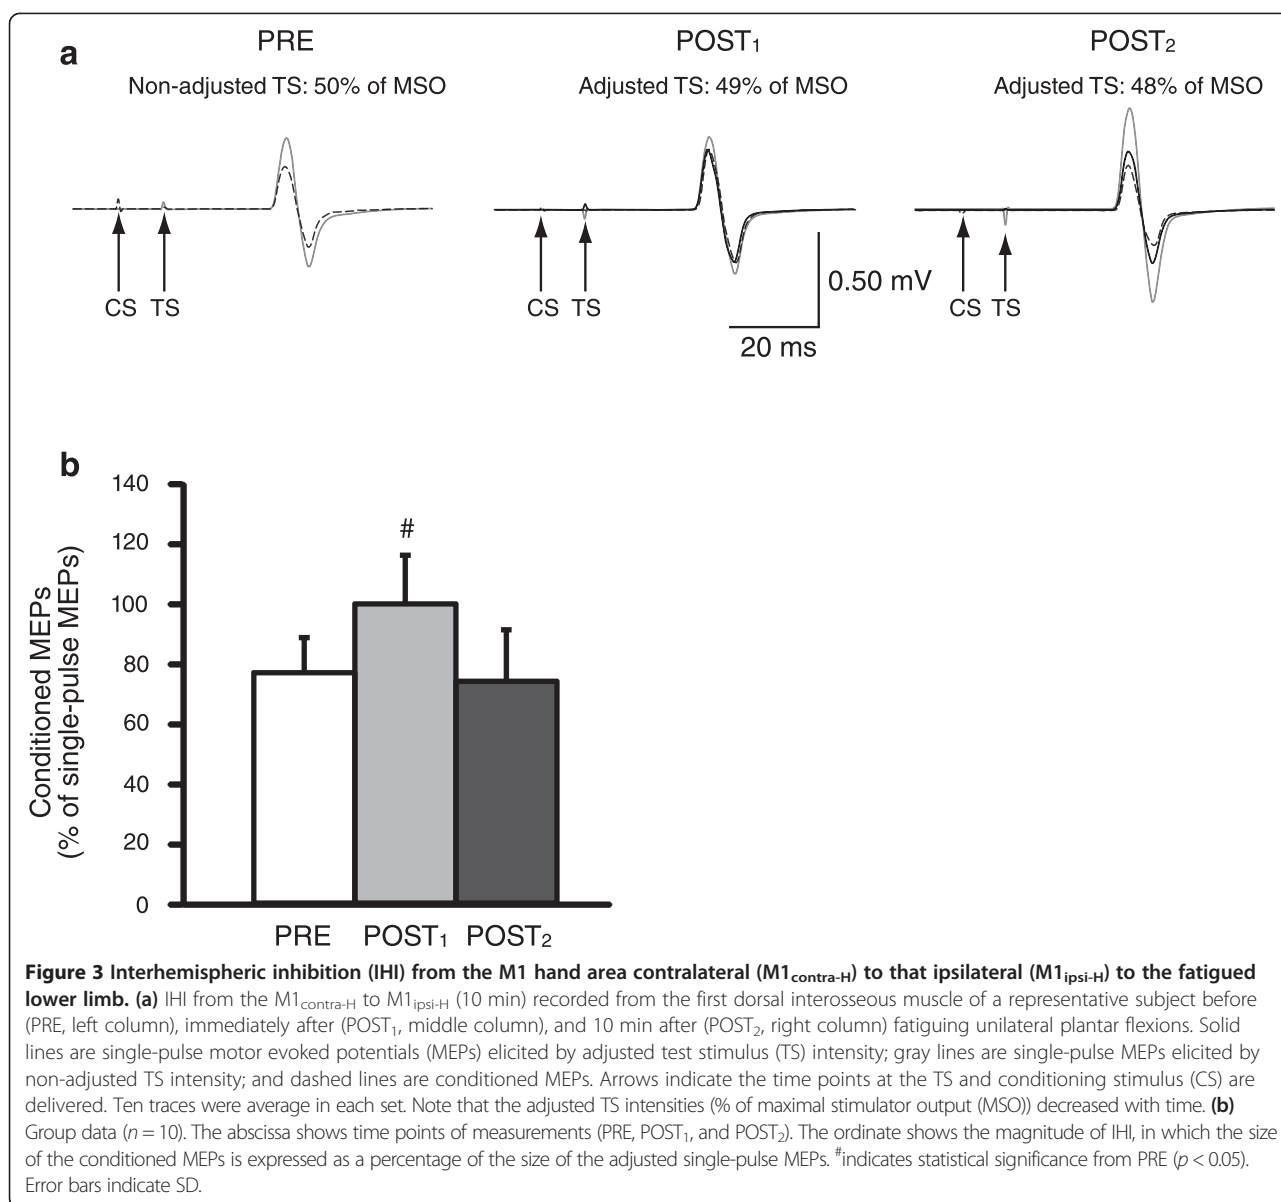 a
PRE POST1 POST2
Non-adjusted TS: 50% of MSO Adjusted TS: 49% of MSO Adjusted TS: 48% of MSO
CS TS CS TS CS TS
0.50 mV
20 ms
b
Conditioned MEPs
(% of single-pulse MEPs)
140
120
100
80
60
40
20
0
#
PRE POST1 POST2
Figure 3 Interhemispheric inhibition (IHI) from the M1 hand area contralateral (M1contra-H) to that ipsilateral (M1ipsi-H) to the fatigued
lower limb. (a) IHI from the M1contra-H to M1ipsi-H (10 min) recorded from the first dorsal interosseous muscle of a representative subject before
(PRE, left column), immediately after (POST1, middle column), and 10 min after (POST2, right column) fatiguing unilateral plantar flexions. Solid
lines are single-pulse motor evoked potentials (MEPs) elicited by adjusted test stimulus (TS) intensity; gray lines are single-pulse MEPs elicited by
non-adjusted TS intensity; and dashed lines are conditioned MEPs. Arrows indicate the time points at the TS and conditioning stimulus (CS) are
delivered. Ten traces were average in each set. Note that the adjusted TS intensities (% of maximal stimulator output (MSO)) decreased with time. (b)
Group data (n = 10). The abscissa shows time points of measurements (PRE, POST1, and POST2). The ordinate shows the magnitude of IHI, in which the size
of the conditioned MEPs is expressed as a percentage of the size of the adjusted single-pulse MEPs. #indicates statistical significance from PRE (p < 0.05).
Error bars indicate SD.